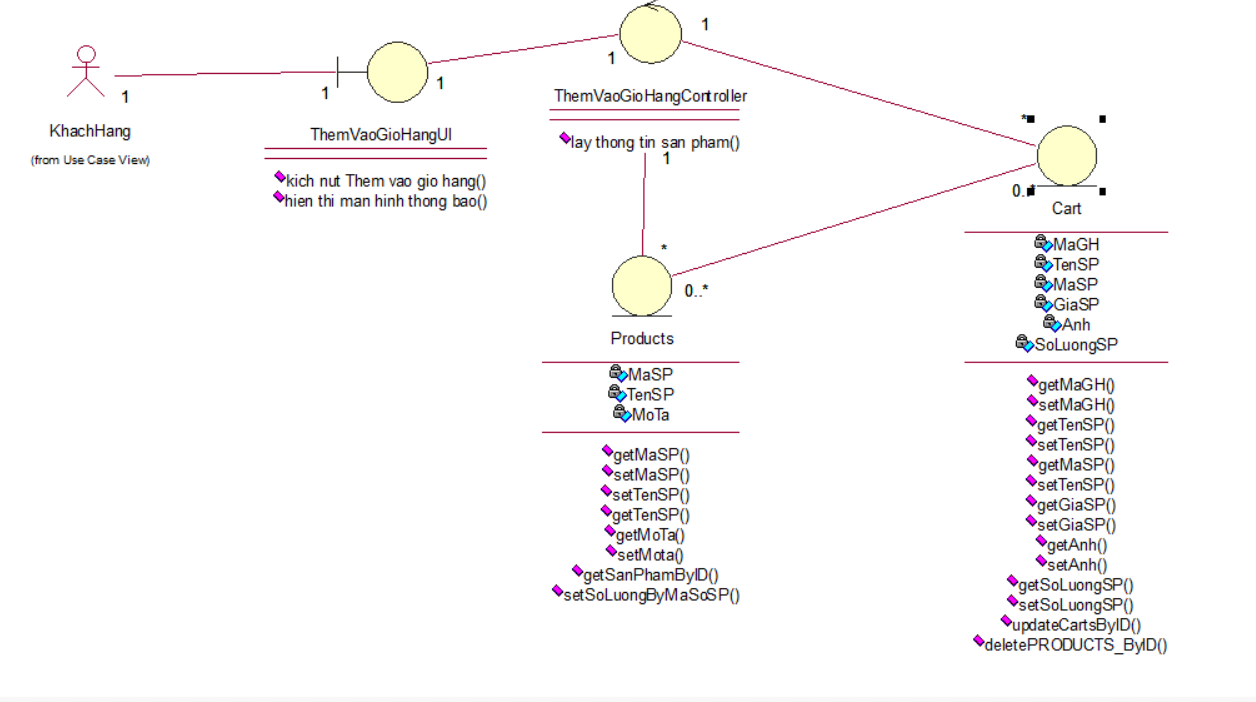 1
1
1
1
1
KhachHang
(from Use Case View)
ThemVaoGioHangUI
kich nut Them vao gio hang()
hien thi man hinh thong bao()
ThemVaoGioHangController
lay thong tin san pham()
1
*
0..*
Products
MaSP
TenSP
MoTa
getMaSP()
setMaSP()
setTenSP()
getTenSP()
getMoTa()
setMota()
getSanPhamByID()
setSoLuongByMaSoSP()
*
0..
Cart
MaGH
TenSP
MaSP
GiaSP
Anh
SoLuongSP
getMaGH()
setMaGH()
getTenSP()
setTenSP()
getMaSP()
setTenSP()
getGiaSP()
setGiaSP()
getAnh()
setAnh()
getSoLuongSP()
setSoLuongSP()
updateCartsByID()
deletePRODUCTS_ByID()